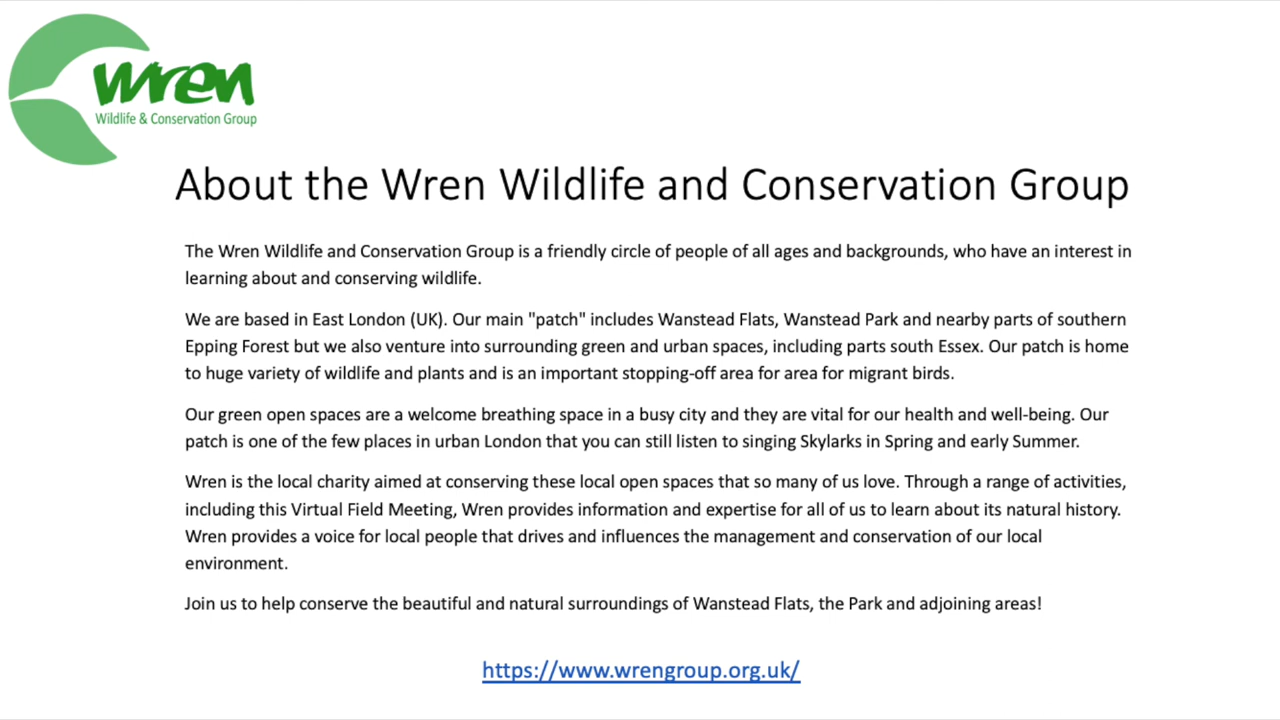 wren
Wildlife & Conservation Group
About the Wren Wildlife and Conservation Group
The Wren Wildlife and Conservation Group is a friendly circle of people of all ages and backgrounds, who have an interest in
learning about and conserving wildlife.
We are based in East London (UK). Our main "patch" includes Wanstead Flats, Wanstead Park and nearby parts of southern
Epping Forest but we also venture into surrounding green and urban spaces, including parts south Essex. Our patch is home
to huge variety of wildlife and plants and is an important stopping-off area for area for migrant birds.
Our green open spaces are a welcome breathing space in a busy city and they are vital for our health and well-being. Our
patch is one of the few places in urban London that you can still listen to singing Skylarks in Spring and early Summer.
Wren is the local charity aimed at conserving these local open spaces that so many of us love. Through a range of activities,
including this Virtual Field Meeting, Wren provides information and expertise for all of us to learn about its natural history.
Wren provides a voice for local people that drives and influences the management and conservation of our local
environment.
Join us to help conserve the beautiful and natural surroundings of Wanstead Flats, the Park and adjoining areas!
https://www.wrengroup.org.uk/